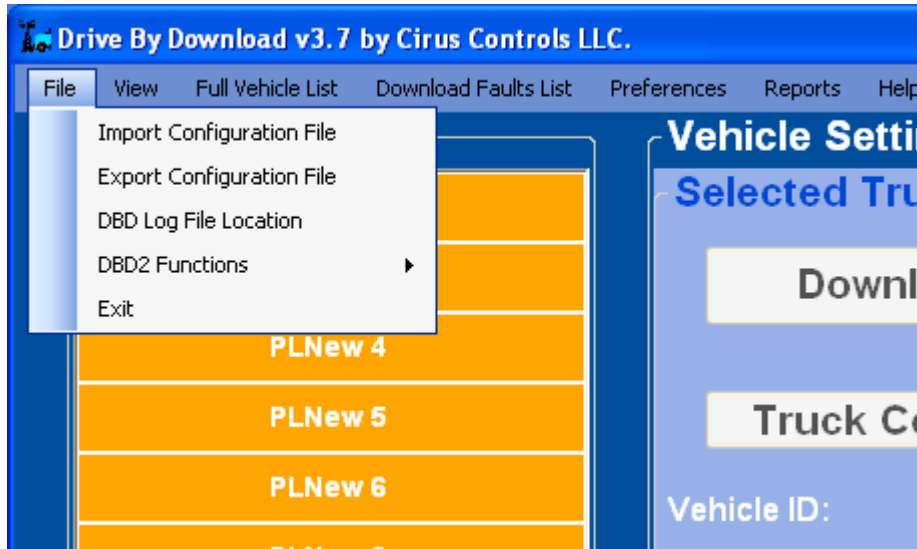 Drive By Download v3.7 by Cirus Controls LLC.
File View Full Vehicle List Download Faults List Preferences Reports Help
Import Configuration File
Export Configuration File
DBD Log File Location
DBD2 Functions
Exit
PLNew 4
PLNew 5
PLNew 6
Vehicle Setti
Selected Tru
Downl
Truck Co
Vehicle ID: